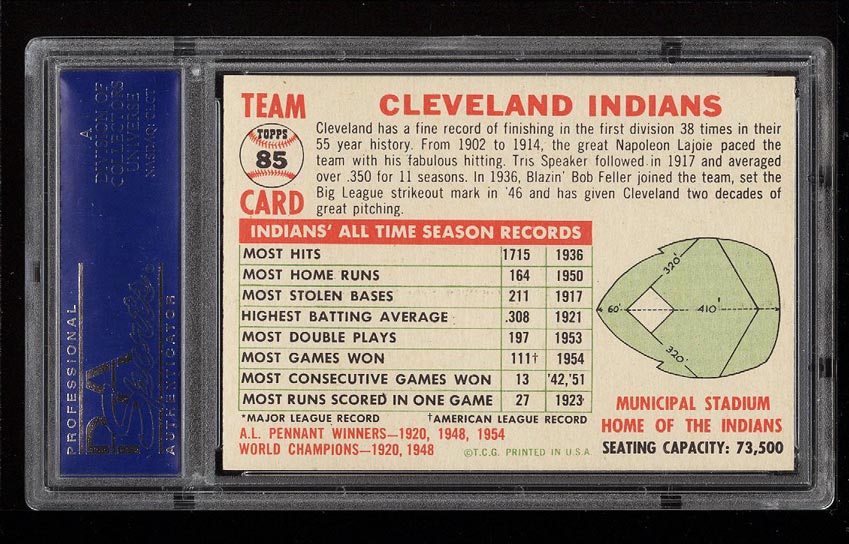 A
DIVISION OF
COLLECTORS
UNIVERSE
NASDAQ: CLCT
PROFESSIONAL
PSA
Sports
AUTHENTICATOR
TEAM
TOPPS
85
CARD
CLEVELAND INDIANS
Cleveland has a fine record of finishing in the first division 38 times in their
55 year history. From 1902 to 1914, the great Napoleon Lajoie paced the
team with his fabulous hitting. Tris Speaker followed in 1917 and averaged
over .350 for 11 seasons. In 1936, Blazin' Bob Feller joined the team, set the
Big League strikeout mark in '46 and has given Cleveland two decades of
great pitching.
INDIANS' ALL TIME SEASON RECORDS
MOST HITS 1715 1936
MOST HOME RUNS 164 1950
MOST STOLEN BASES 211 1917
HIGHEST BATTING AVERAGE .308 1921
MOST DOUBLE PLAYS 197 1953
MOST GAMES WON 111† 1954
MOST CONSECUTIVE GAMES WON 13 '42,'51
MOST RUNS SCORED IN ONE GAME 27 1923
*MAJOR LEAGUE RECORD †AMERICAN LEAGUE RECORD
A.L. PENNANT WINNERS—1920, 1948, 1954
WORLD CHAMPIONS—1920, 1948
©T.C.G. PRINTED IN U.S.A.
320'
60'
410'
320'
MUNICIPAL STADIUM
HOME OF THE INDIANS
SEATING CAPACITY: 73,500